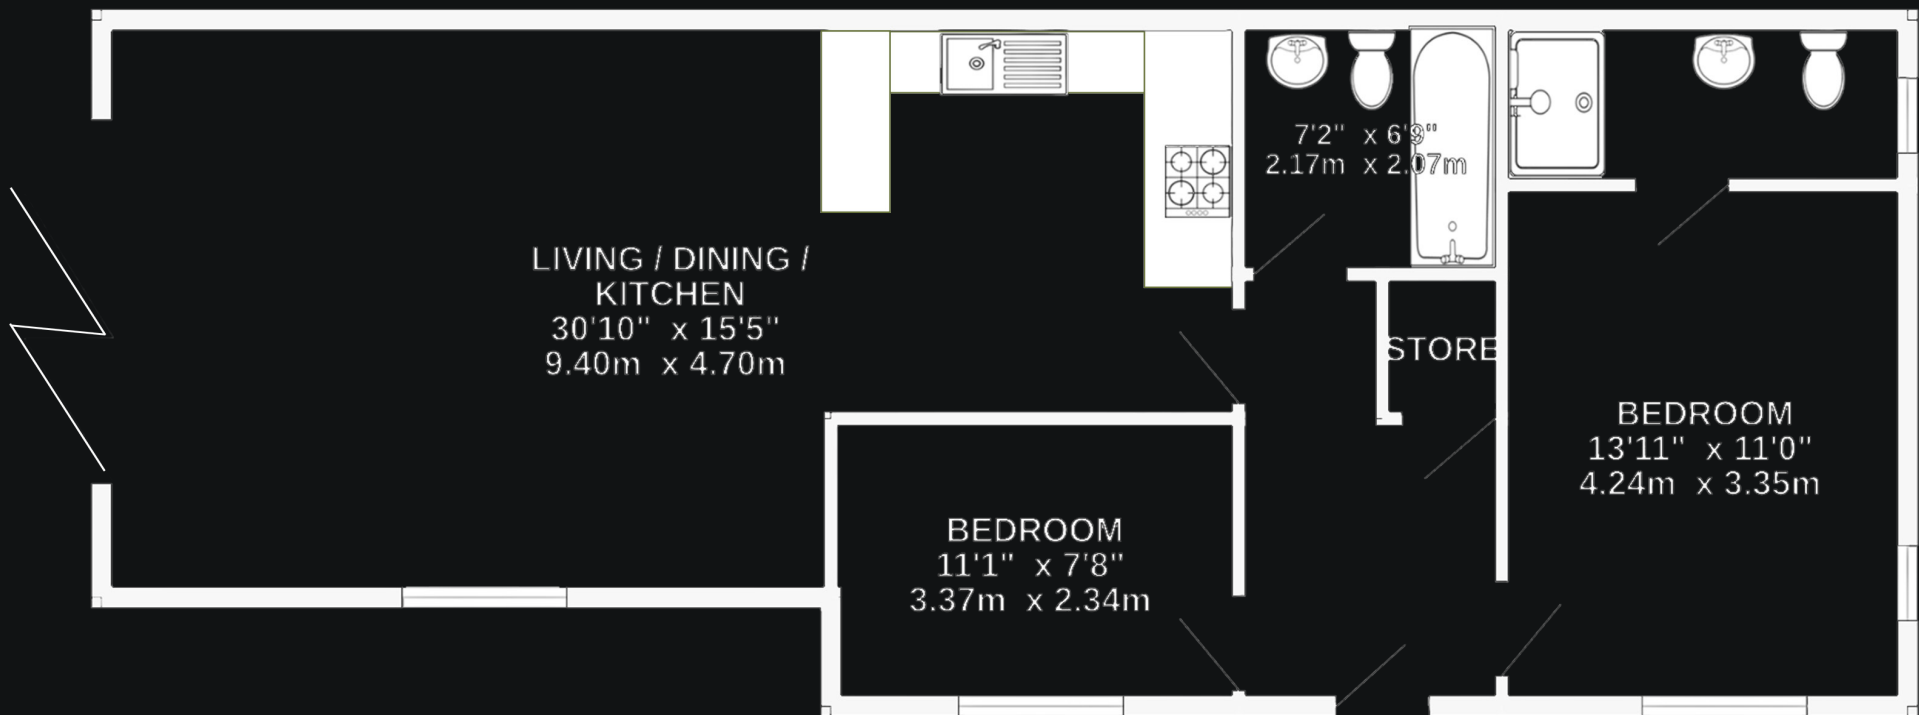 LIVING / DINING /
KITCHEN
30'10" x 15'5"
9.40m x 4.70m
7'2" x 6'9"
2.17m x 2.07m
STORE
BEDROOM
13'11" x 11'0"
4.24m x 3.35m
BEDROOM
11'1" x 7'8"
3.37m x 2.34m